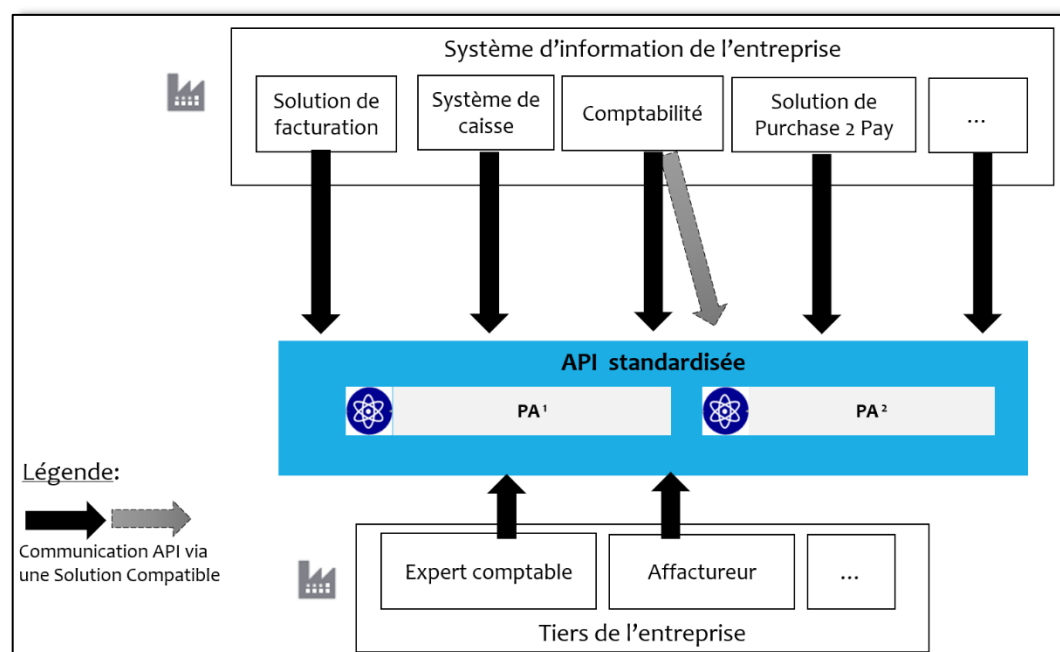 Système d'information de l'entreprise
Solution de
facturation
Système de
caisse
Comptabilité
Solution de
Purchase 2 Pay
...
API standardisée
PA¹
PA²
Légende:
Communication API via
une Solution Compatible
Expert comptable
Affactureur
...
Tiers de l'entreprise